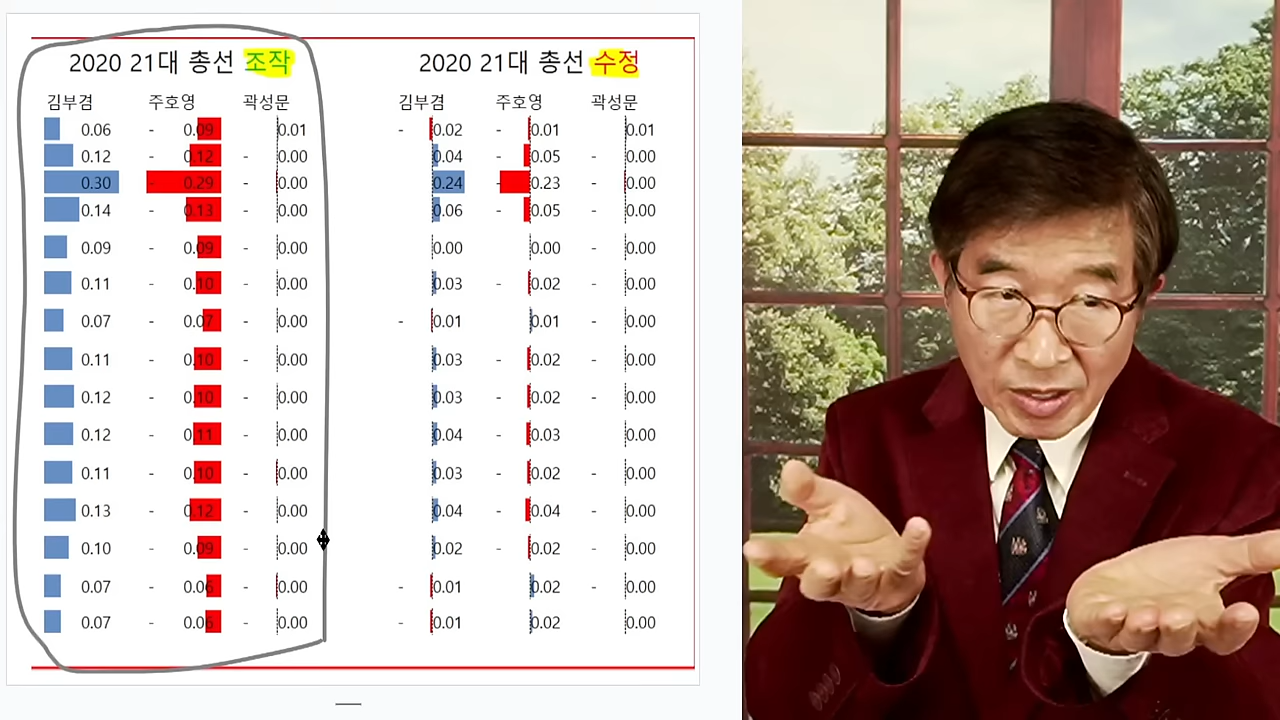 2020 21대 총선 조작
김부겸 주호영 곽성문
0.06 - 0.09 0.01
0.12 - 0.12 - 0.00
0.30 - 0.29 - 0.00
0.14 - 0.13 - 0.00
0.09 - 0.09 - 0.00
0.11 - 0.10 - 0.00
0.07 - 0.07 - 0.00
0.11 - 0.10 - 0.00
0.12 - 0.10 - 0.00
0.12 - 0.11 - 0.00
0.11 - 0.10 - 0.00
0.13 - 0.12 - 0.00
0.10 - 0.09 - 0.00
0.07 - 0.06 - 0.00
0.07 - 0.06 - 0.00
2020 21대 총선 수정
김부겸 주호영 곽성문
- 0.02 - 0.01 0.01
0.04 - 0.05 - 0.00
0.24 - 0.23 - 0.00
0.06 - 0.05 - 0.00
0.00 0.00 - 0.00
0.03 - 0.02 - 0.00
- 0.01 0.01 - 0.00
0.03 - 0.02 - 0.00
0.03 - 0.02 - 0.00
0.04 - 0.03 - 0.00
0.03 - 0.02 - 0.00
0.04 - 0.04 - 0.00
0.02 - 0.02 - 0.00
- 0.01 0.02 - 0.00
- 0.01 0.02 - 0.00